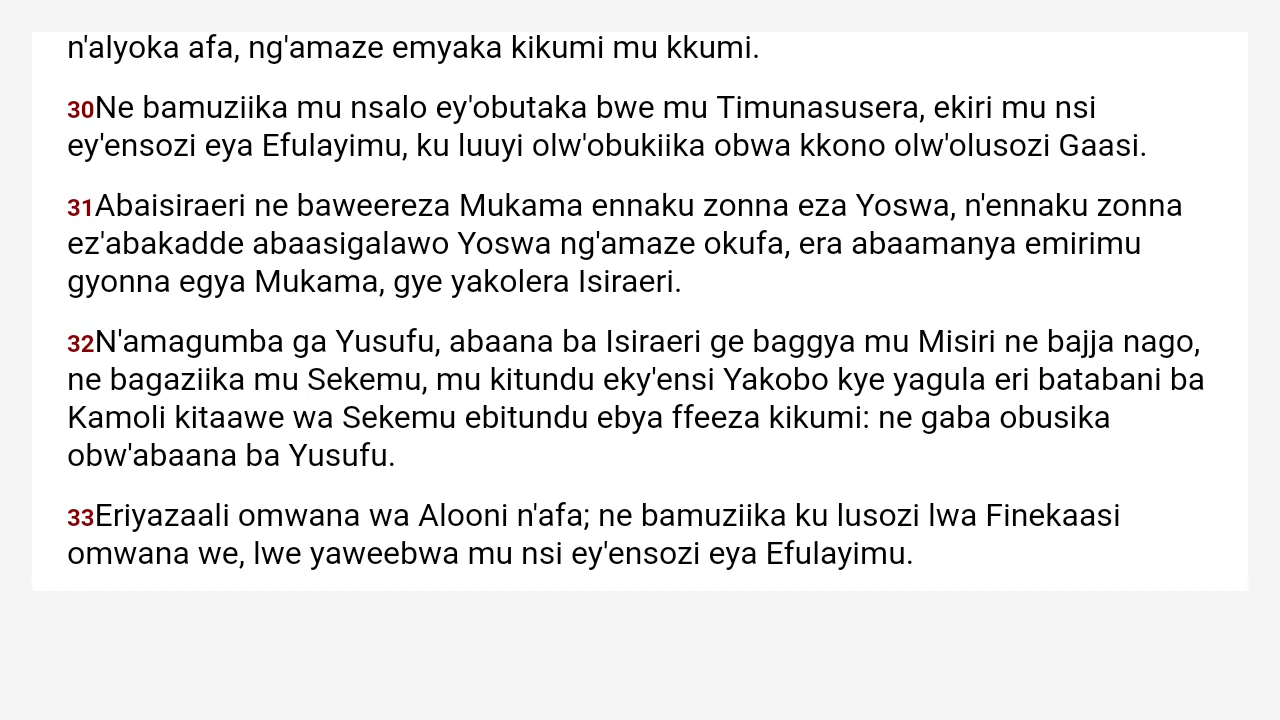 n'alyoka afa, ng'amaze emyaka kikumi mu kkumi.
30Ne bamuziika mu nsalo ey'obutaka bwe mu Timunasusera, ekiri mu nsi
ey'ensozi eya Efulayimu, ku luuyi olw'obukiika obwa kkono olw'olusozi Gaasi.
31Abaisiraeri ne baweereza Mukama ennaku zonna eza Yoswa, n'ennaku zonna
ez'abakadde abaasigalawo Yoswa ng'amaze okufa, era abaamanya emirimu
gyonna egya Mukama, gye yakolera Isiraeri.
32N'amagumba ga Yusufu, abaana ba Isiraeri ge baggya mu Misiri ne bajja nago,
ne bagaziika mu Sekemu, mu kitundu eky'ensi Yakobo kye yagula eri batabani ba
Kamoli kitaawe wa Sekemu ebitundu ebya ffeeza kikumi: ne gaba obusika
obw'abaana ba Yusufu.
33Eriyazaali omwana wa Alooni n'afa; ne bamuziika ku lusozi lwa Finekaasi
omwana we, lwe yaweebwa mu nsi ey'ensozi eya Efulayimu.